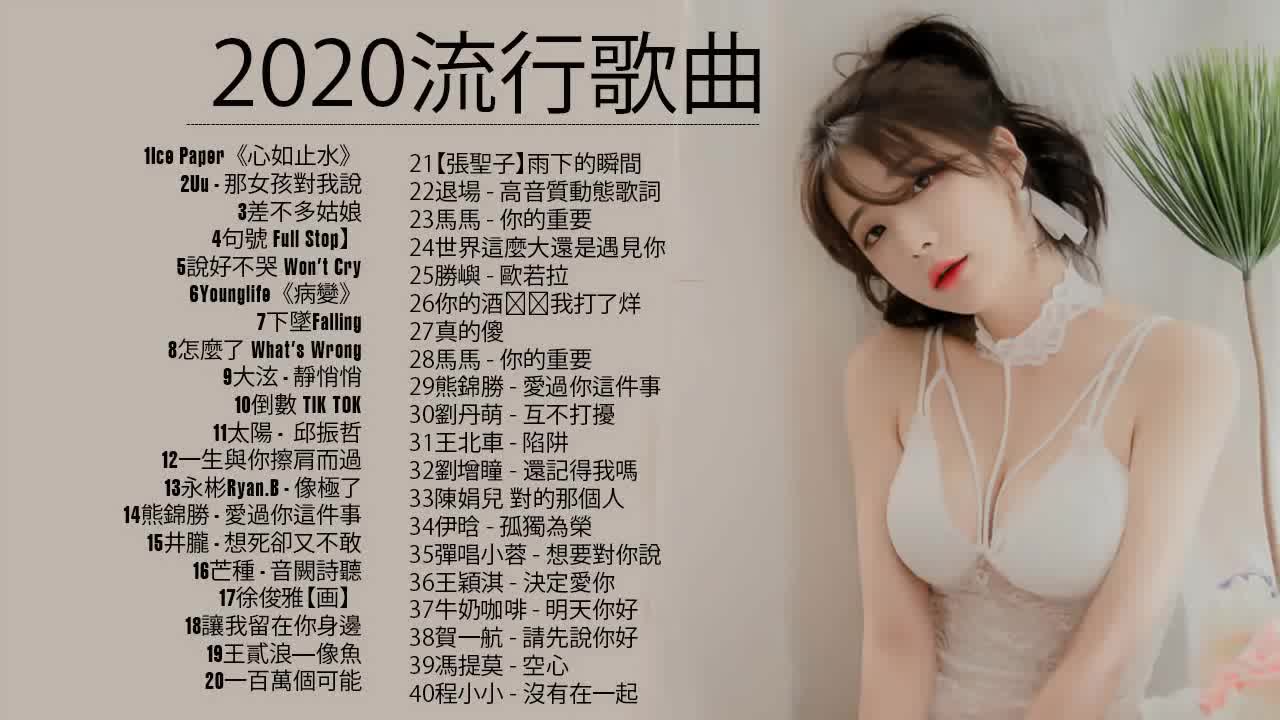 2020流行歌曲
1Ice Paper《心如止水》
2Uu - 那女孩對我說
3差不多姑娘
4句號 Full Stop】
5說好不哭 Won't Cry
6Younglife《病變》
7下墜Falling
8怎麼了 What's Wrong
9大泫 - 靜悄悄
10倒數 TIK TOK
11太陽 - 邱振哲
12一生與你擦肩而過
13永彬Ryan.B - 像極了
14熊錦勝 - 愛過你這件事
15井朧 - 想死卻又不敢
16芒種 - 音闕詩聽
17徐俊雅【画】
18讓我留在你身邊
19王貳浪—像魚
20一百萬個可能
21【張聖子】雨下的瞬間
22退場 - 高音質動態歌詞
23馬馬 - 你的重要
24世界這麼大還是遇見你
25勝嶼 - 歐若拉
26你的酒☒☒我打了烊
27真的傻
28馬馬 - 你的重要
29熊錦勝 - 愛過你這件事
30劉丹萌 - 互不打擾
31王北車 - 陷阱
32劉增瞳 - 還記得我嗎
33陳娟兒 對的那個人
34伊晗 - 孤獨為榮
35彈唱小蓉 - 想要對你說
36王穎淇 - 決定愛你
37牛奶咖啡 - 明天你好
38賀一航 - 請先說你好
39馮提莫 - 空心
40程小小 - 沒有在一起